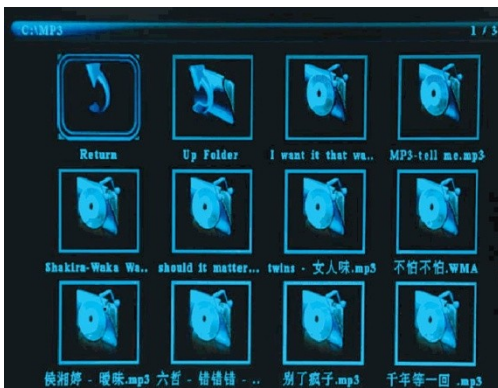 C:\MP3
1 / 3
Return
Up Folder
I want it that wa..
MP3-tell me.mp3
Shakira-Waka Wa..
should it matter...
twins - 女人味.mp3
不怕不怕.WMA
侯湘婷 - 暧昧.mp3
六哲 - 错错错 - ..
别了疯子.mp3
千年等一回 .mp3